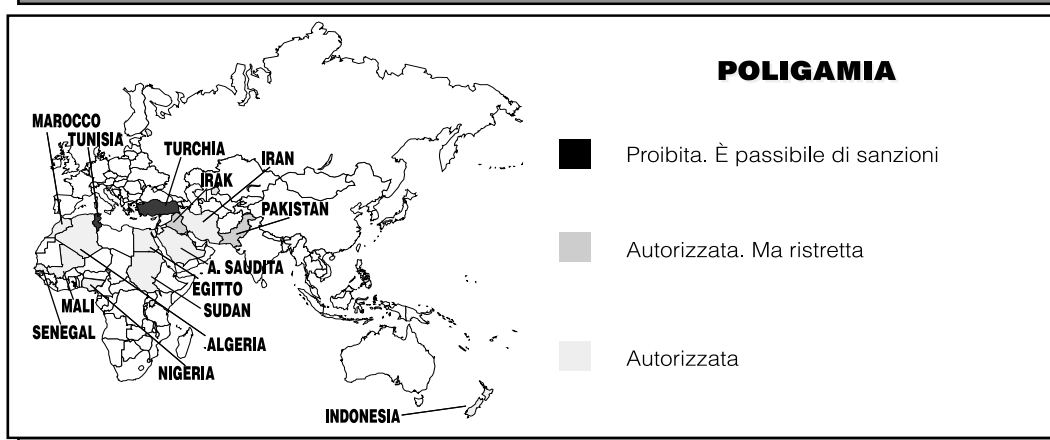 POLIGAMIA
MAROCCO
TUNISIA
TURCHIA
IRAN
IRAK
PAKISTAN
A. SAUDITA
EGITTO
SUDAN
MALI
SENEGAL
ALGERIA
NIGERIA
INDONESIA
Proibita. È passibile di sanzioni
Autorizzata. Ma ristretta
Autorizzata